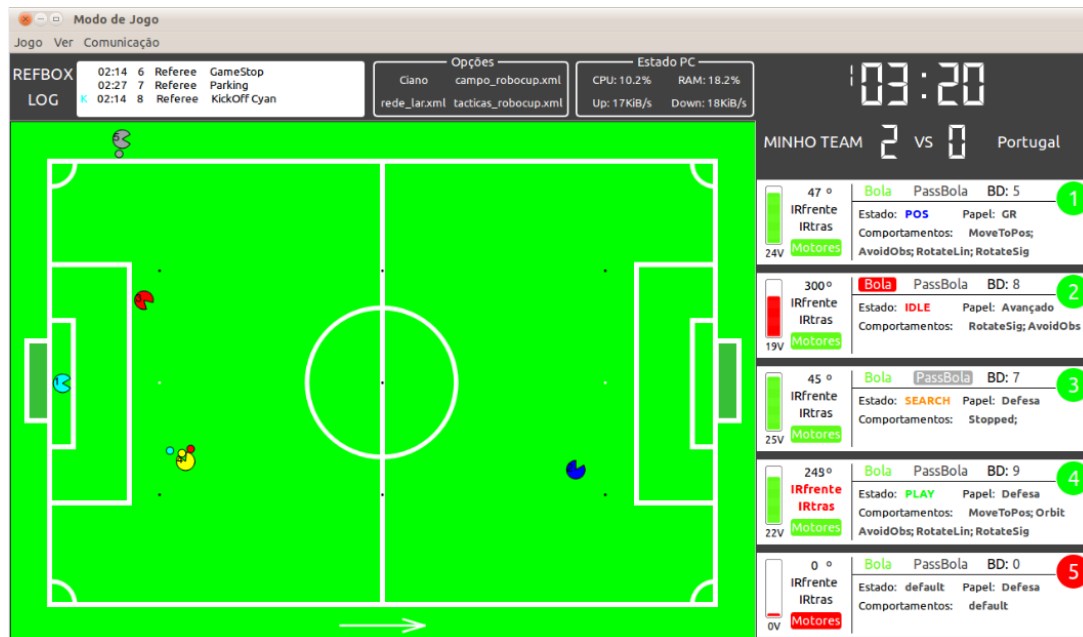 Modo de Jogo
Jogo Ver Comunicação
REFBOX
LOG
02:14 6 Referee GameStop
02:27 7 Referee Parking
K 02:14 8 Referee KickOff Cyan
Opções
Ciano campo_robocup.xml
rede_lar.xml tacticas_robocup.xml
Estado PC
CPU: 10.2% RAM: 18.2%
Up: 17KiB/s Down: 18KiB/s
1 03:20
MINHO TEAM 2 VS 0 Portugal
47 º
IRfrente
IRtras
Motores
24V
Bola PassBola BD: 5
Estado: POS Papel: GR
Comportamentos: MoveToPos;
AvoidObs; RotateLin; RotateSig
1
300º
IRfrente
IRtras
Motores
19V
Bola PassBola BD: 8
Estado: IDLE Papel: Avançado
Comportamentos: RotateSig; AvoidObs
2
45 º
IRfrente
IRtras
Motores
25V
Bola PassBola BD: 7
Estado: SEARCH Papel: Defesa
Comportamentos: Stopped;
3
IRfrente
IRtras
Motores
22V
Bola PassBola BD: 9
Estado: PLAY Papel: Defesa
Comportamentos: MoveToPos; Orbit
AvoidObs; RotateLin; RotateSig
4
0 º
IRfrente
IRtras
Motores
0V
Bola PassBola BD: 0
Estado: default Papel: Defesa
Comportamentos: default
5